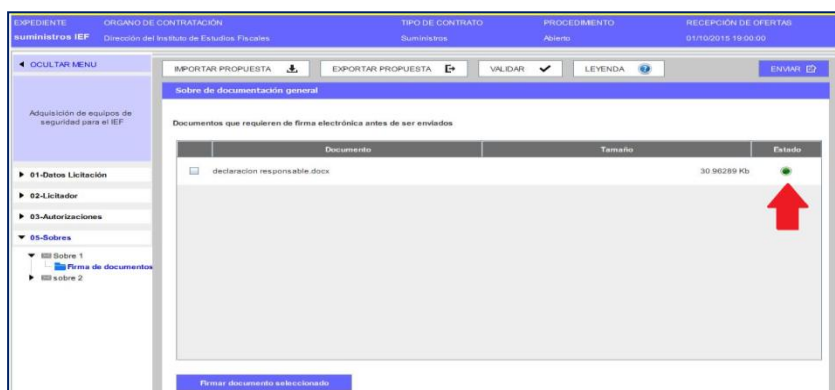 EXPEDIENTE ORGANO DE CONTRATACIÓN TIPO DE CONTRATO PROCEDIMIENTO RECEPCIÓN DE OFERTAS
suministros IEF Dirección del Instituto de Estudios Fiscales Suministros Abierto 01/10/2015 19:00:00
OCULTAR MENU
IMPORTAR PROPUESTA EXPORTAR PROPUESTA VALIDAR LEYENDA ENVIAR
Sobre de documentación general
Adquisición de equipos de
seguridad para el IEF
Documentos que requieren de firma electrónica antes de ser enviados
Documento Tamaño Estado
declaracion responsable.docx 30.96289 Kb
01-Datos Licitación
02-Licitador
03-Autorizaciones
05-Sobres
Sobre 1
Firma de documentos
sobre 2
Firmar documento seleccionado